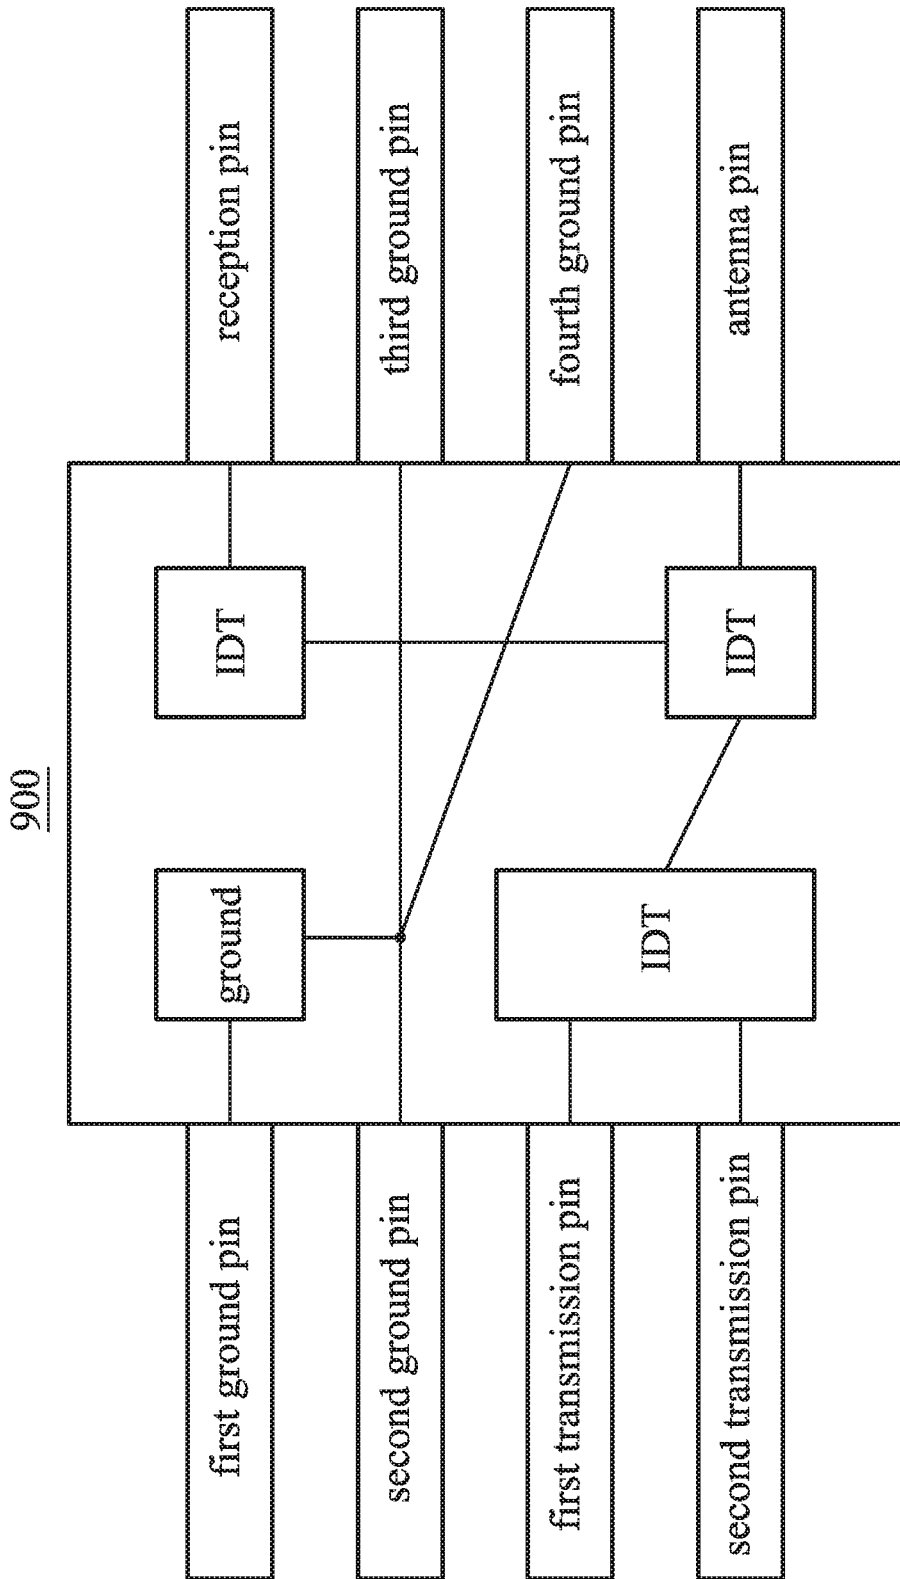 900
first ground pin
second ground pin
first transmission pin
second transmission pin
ground
IDT
IDT
IDT
reception pin
third ground pin
fourth ground pin
antenna pin